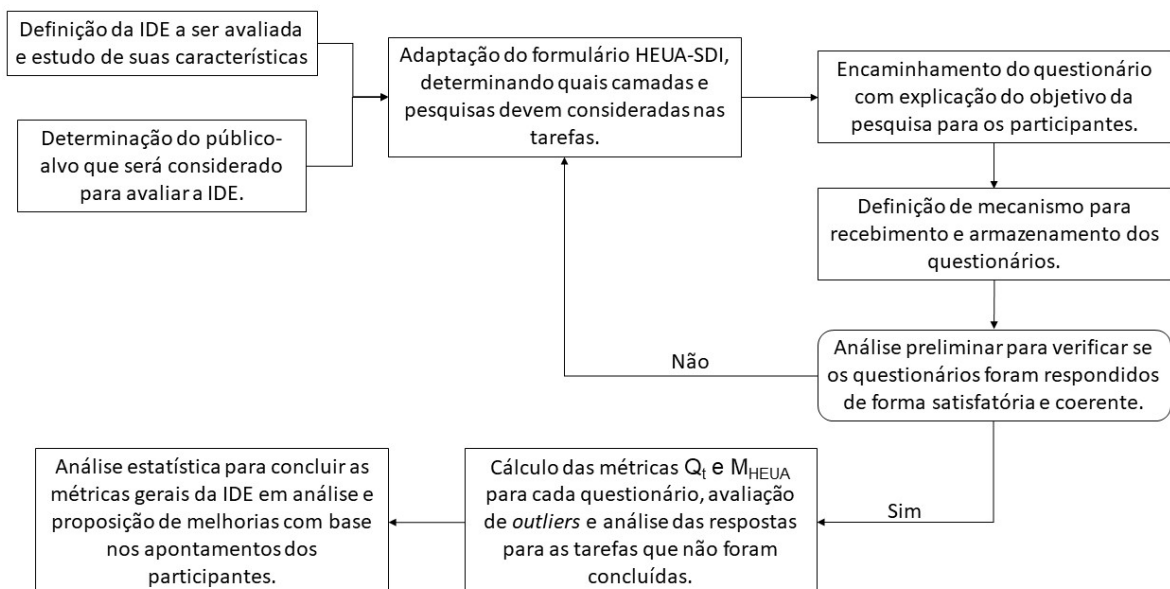 Definição da IDE a ser avaliada
e estudo de suas características
Determinação do público-
alvo que será considerado
para avaliar a IDE.
Adaptação do formulário HEUA-SDI,
determinando quais camadas e
pesquisas devem consideradas nas
tarefas.
Encaminhamento do questionário
com explicação do objetivo da
pesquisa para os participantes.
Definição de mecanismo para
recebimento e armazenamento dos
questionários.
Análise preliminar para verificar se
os questionários foram respondidos
de forma satisfatória e coerente.
Não
Sim
Cálculo das métricas Qt e MHEUA
para cada questionário, avaliação
de outliers e análise das respostas
para as tarefas que não foram
concluídas.
Análise estatística para concluir as
métricas gerais da IDE em análise e
proposição de melhorias com base
nos apontamentos dos
participantes.